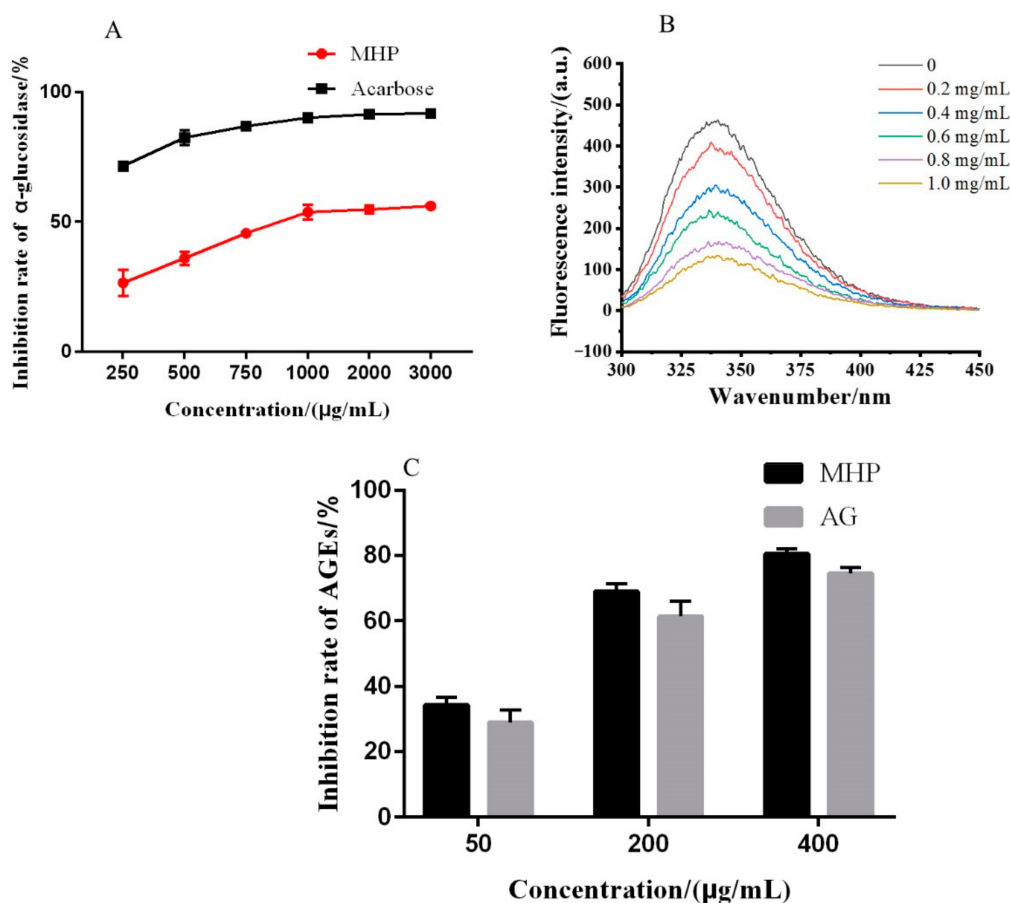 A
MHP
Acarbose
Inhibition rate of α-glucosidase/%
100
50
0
250 500 750 1000 2000 3000
Concentration/(μg/mL)
B
Fluorescence intensity/(a.u.)
600
500
400
300
200
100
0
−100
0
0.2 mg/mL
0.4 mg/mL
0.6 mg/mL
0.8 mg/mL
1.0 mg/mL
300 325 350 375 400 425 450
Wavenumber/nm
C
MHP
AG
Inhibition rate of AGEs/%
100
80
60
40
20
0
50 200 400
Concentration/(μg/mL)